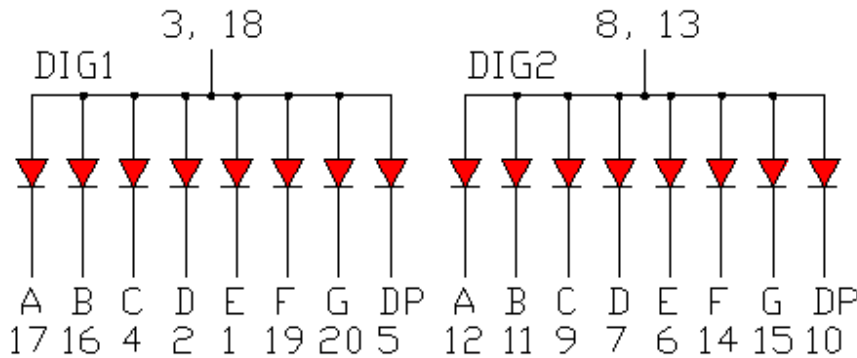 3, 18 8, 13
DIG1 DIG2
A B C D E F G DP A B C D E F G DP
17 16 4 2 1 19 20 5 12 11 9 7 6 14 15 10